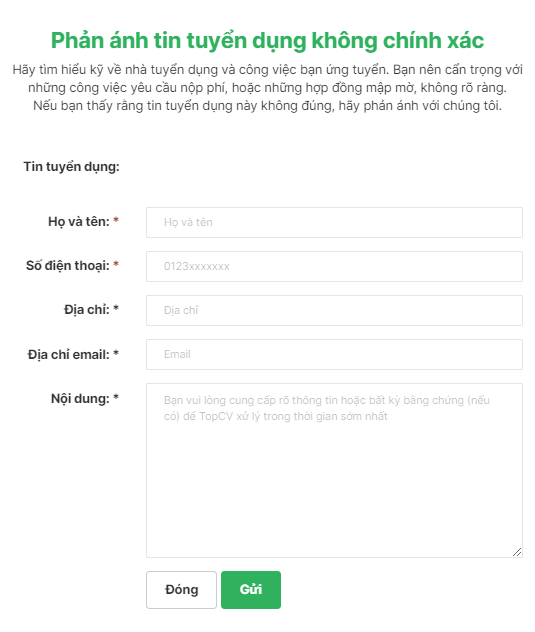 Phản ánh tin tuyển dụng không chính xác
Hãy tìm hiểu kỹ về nhà tuyển dụng và công việc bạn ứng tuyển. Bạn nên cẩn trọng với
những công việc yêu cầu nộp phí, hoặc những hợp đồng mập mờ, không rõ ràng.
Nếu bạn thấy rằng tin tuyển dụng này không đúng, hãy phản ánh với chúng tôi.
Tin tuyển dụng:
Họ và tên: *
Họ và tên
Số điện thoại: *
0123xxxxxxx
Địa chỉ: *
Địa chỉ
Địa chỉ email: *
Email
Nội dung: *
Bạn vui lòng cung cấp rõ thông tin hoặc bất kỳ bằng chứng (nếu
có) để TopCV xử lý trong thời gian sớm nhất
Đóng
Gửi